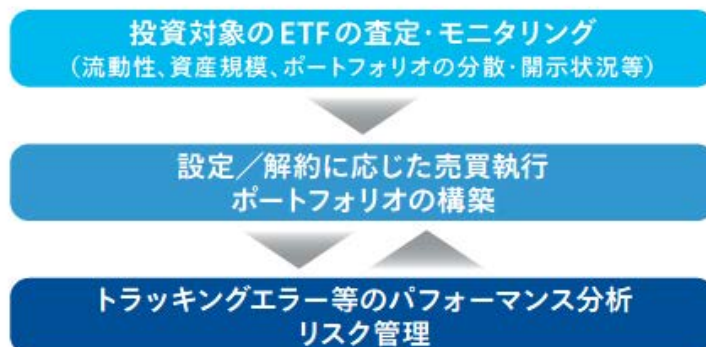 投資対象のETFの査定・モニタリング
（流動性、資産規模、ポートフォリオの分散・開示状況等）
設定／解約に応じた売買執行
ポートフォリオの構築
トラッキングエラー等のパフォーマンス分析
リスク管理